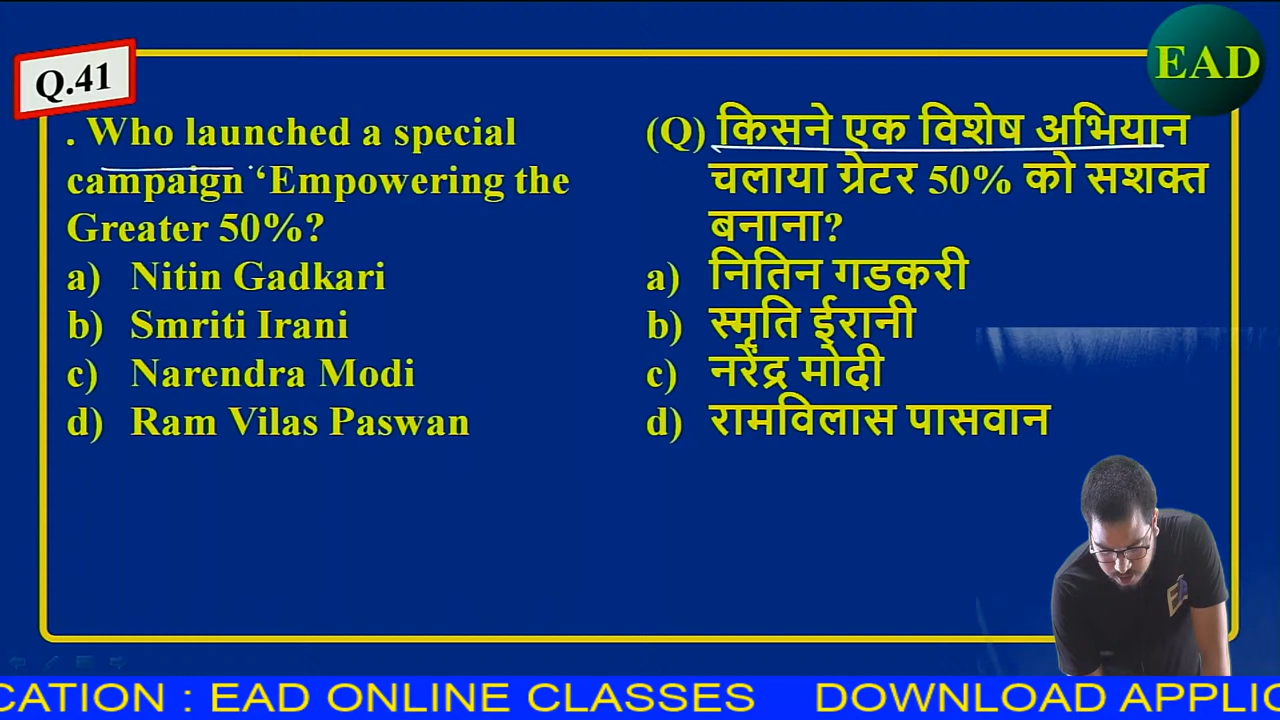 Q.41
EAD
. Who launched a special
campaign ‘Empowering the
Greater 50%?
a) Nitin Gadkari
b) Smriti Irani
c) Narendra Modi
d) Ram Vilas Paswan
(Q) किसने एक विशेष अभियान
चलाया ग्रेटर 50% को सशक्त
बनाना?
a) नितिन गडकरी
b) स्मृति ईरानी
c) नरेंद्र मोदी
d) रामविलास पासवान
CATION : EAD ONLINE CLASSES DOWNLOAD APPLIC